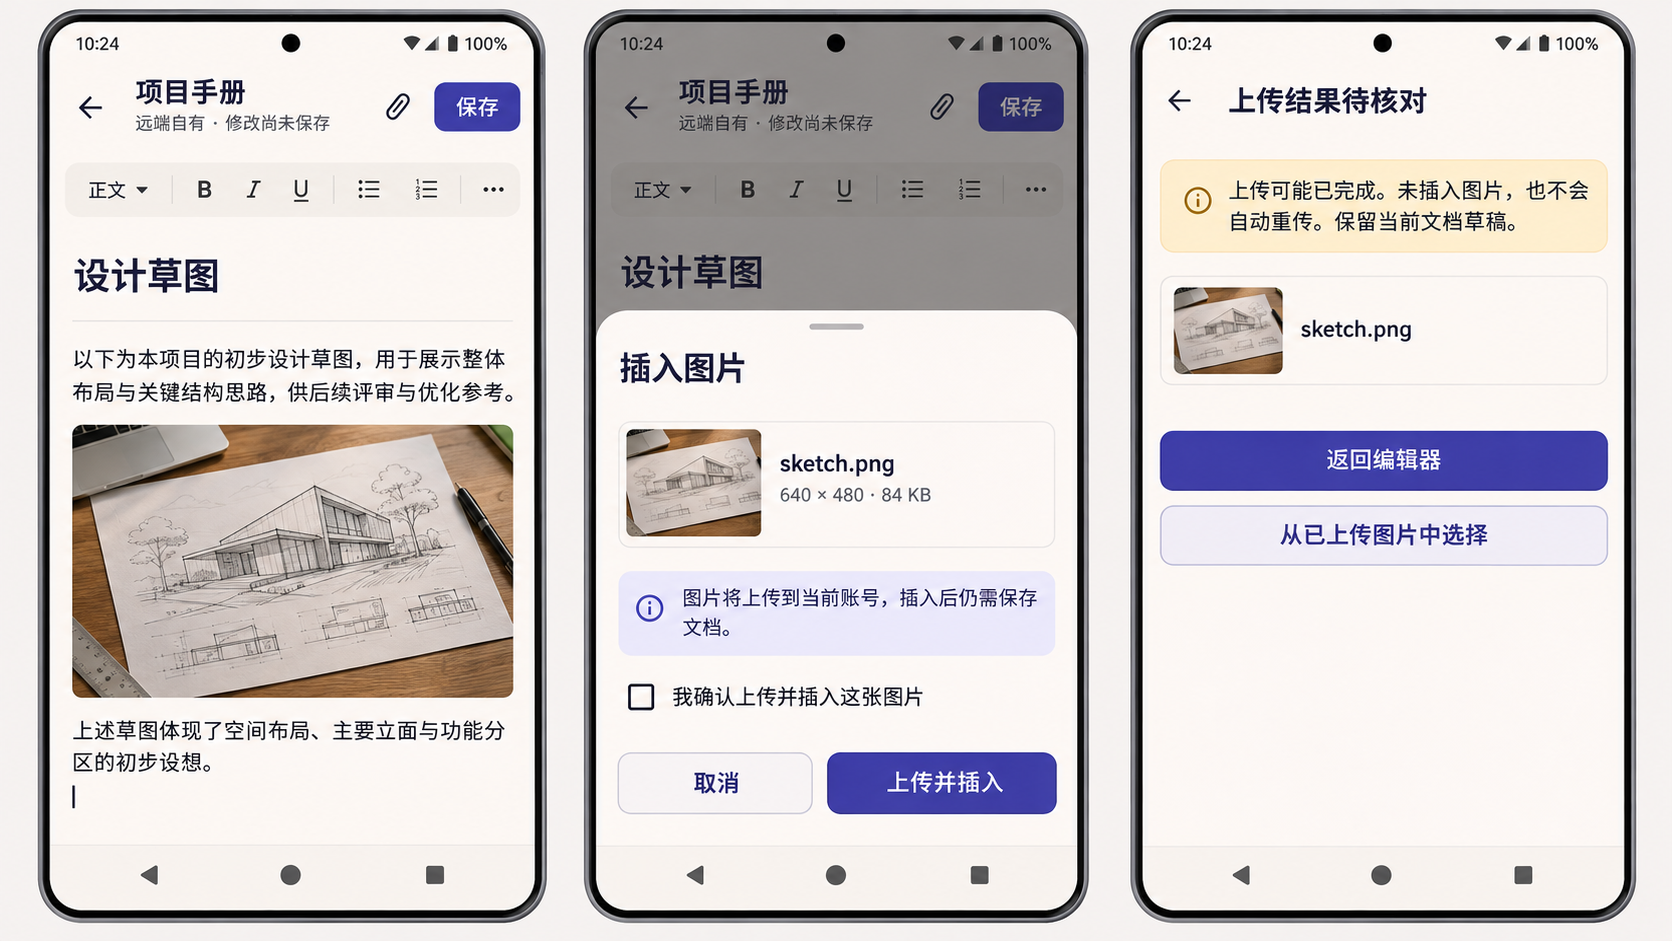 10:24
100%
项目手册
远端自有 · 修改尚未保存
保存
正文
B
I
U
设计草图
以下为本项目的初步设计草图，用于展示整体
布局与关键结构思路，供后续评审与优化参考。
上述草图体现了空间布局、主要立面与功能分
区的初步设想。
10:24
100%
项目手册
远端自有 · 修改尚未保存
保存
正文
B
I
U
设计草图
插入图片
sketch.png
640 × 480 · 84 KB
图片将上传到当前账号，插入后仍需保存
文档。
我确认上传并插入这张图片
取消
上传并插入
10:24
100%
上传结果待核对
上传可能已完成。未插入图片，也不会
自动重传。保留当前文档草稿。
sketch.png
返回编辑器
从已上传图片中选择